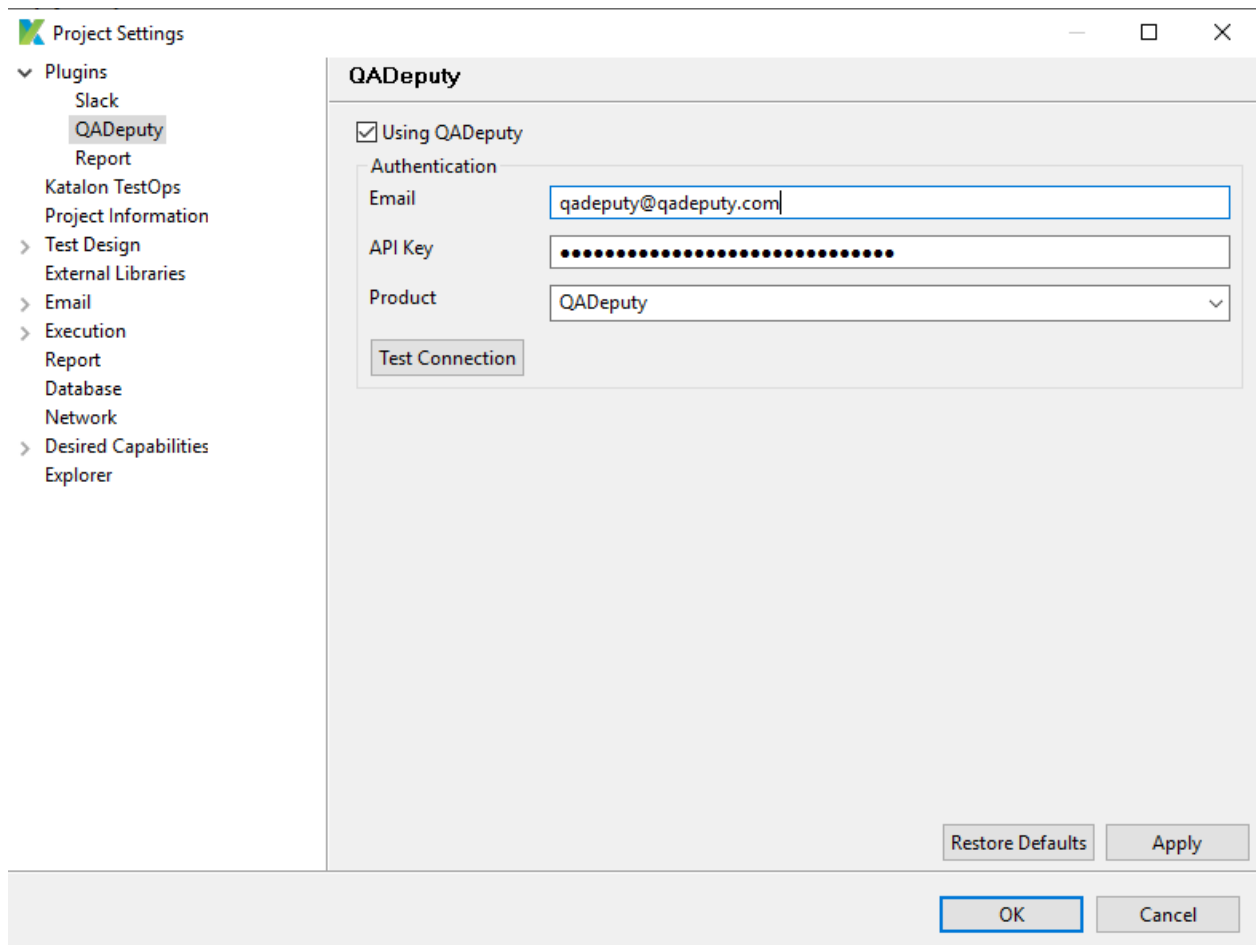 Project Settings
Plugins
Slack
QADeputy
Report
Katalon TestOps
Project Information
Test Design
External Libraries
Email
Execution
Report
Database
Network
Desired Capabilities
Explorer
QADeputy
Using QADeputy
Authentication
Email
qadeputy@qadeputy.com
API Key
••••••••••••••••••••••••••••••
Product
QADeputy
Test Connection
Restore Defaults
Apply
OK
Cancel